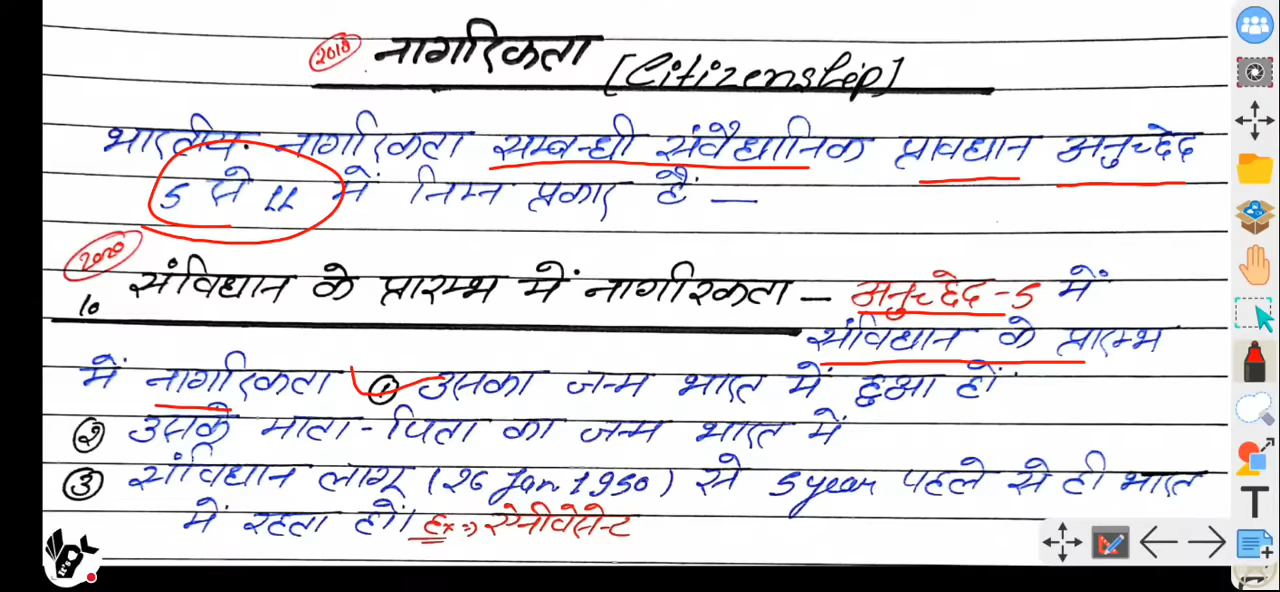 2018 नागरिकता [Citizenship]
भारतीय नागरिकता सम्बन्धी संवैधानिक प्रावधान अनुच्छेद
5 से 11 में निम्न प्रकार हैं —
2020
1. संविधान के प्रारम्भ में नागरिकता – अनुच्छेद-5 में
संविधान के प्रारम्भ
में नागरिकता ① उसका जन्म भारत में हुआ हों
② उसके माता-पिता का जन्म भारत में
③ संविधान लागू (26 Jan 1950) से 5 year पहले से ही भारत
में रहता हों। Ex ⇒ ऐनीवेसेन्ट
T